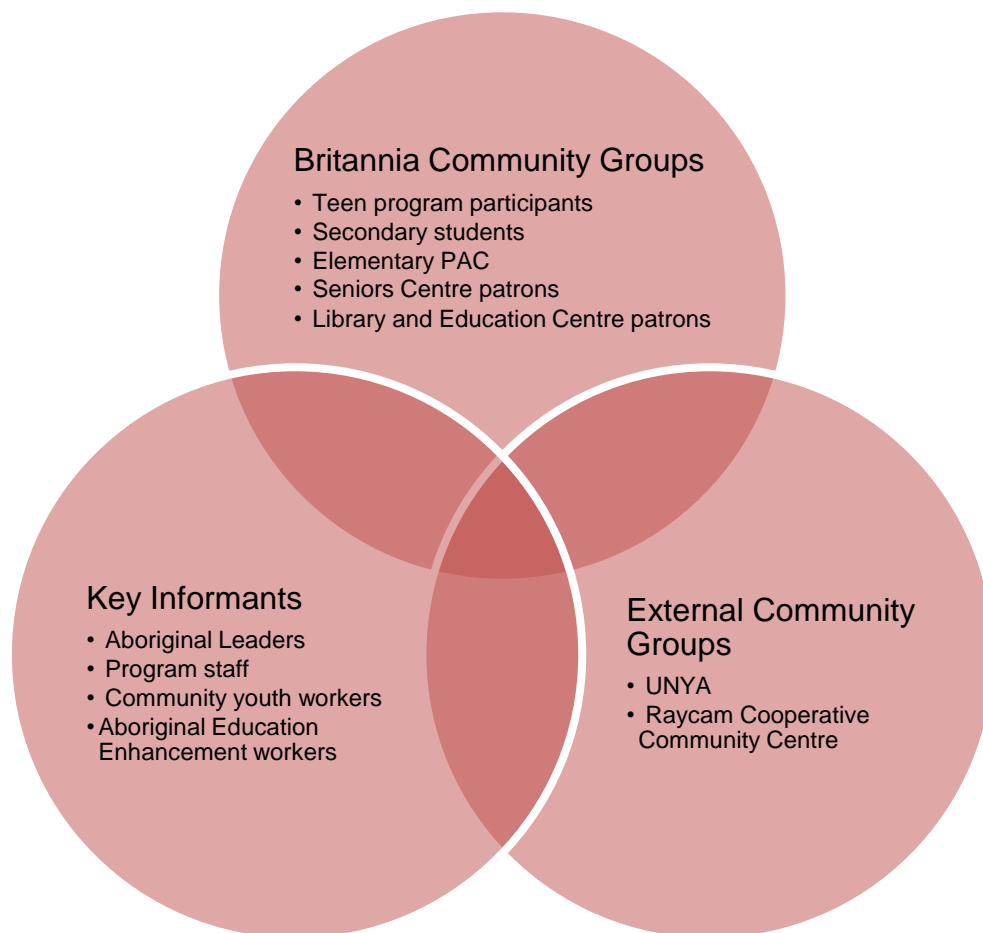 Britannia Community Groups
• Teen program participants
• Secondary students
• Elementary PAC
• Seniors Centre patrons
• Library and Education Centre patrons
Key Informants
• Aboriginal Leaders
• Program staff
• Community youth workers
• Aboriginal Education
Enhancement workers
External Community
Groups
• UNYA
• Raycam Cooperative
Community Centre